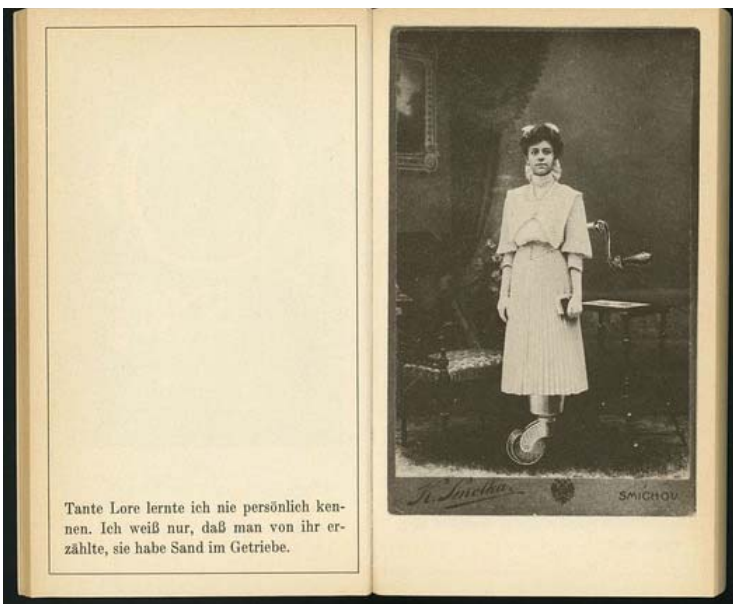 Tante Lore lernte ich nie persönlich ken-
nen. Ich weiß nur, daß man von ihr er-
zählte, sie habe Sand im Getriebe.
K. Smolka
SMICHOV